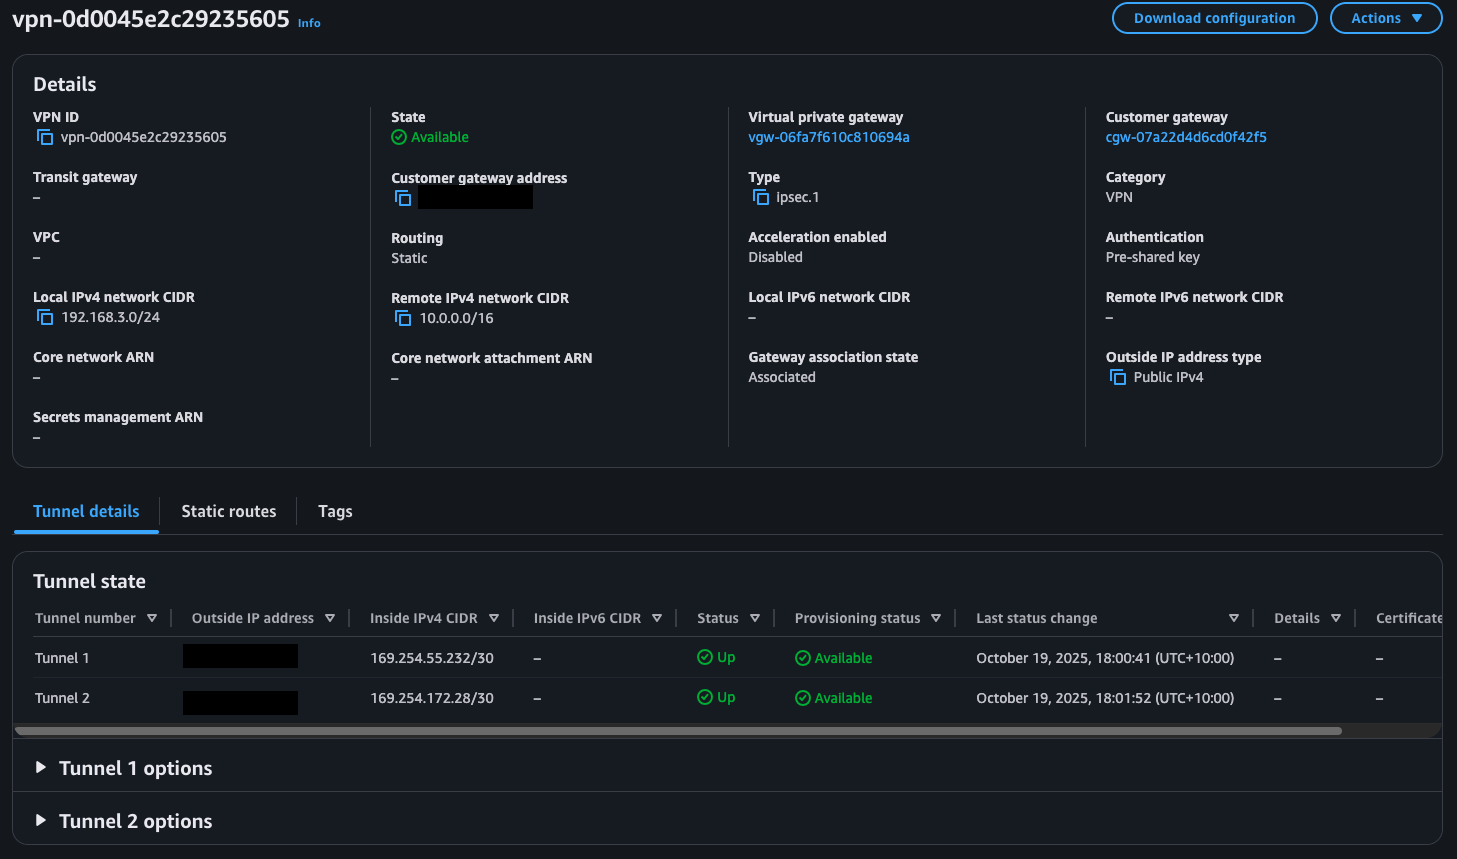 vpn-0d0045e2c29235605 Info
Download configuration
Actions
Details
VPN ID
vpn-0d0045e2c29235605
State
Available
Virtual private gateway
vgw-06fa7f610c810694a
Customer gateway
cgw-07a22d4d6cd0f42f5
Transit gateway
–
Customer gateway address
Type
ipsec.1
Category
VPN
VPC
–
Routing
Static
Acceleration enabled
Disabled
Authentication
Pre-shared key
Local IPv4 network CIDR
192.168.3.0/24
Remote IPv4 network CIDR
10.0.0.0/16
Local IPv6 network CIDR
–
Remote IPv6 network CIDR
–
Core network ARN
–
Core network attachment ARN
–
Gateway association state
Associated
Outside IP address type
Public IPv4
Secrets management ARN
–
Tunnel details
Static routes
Tags
Tunnel state
Tunnel number Outside IP address Inside IPv4 CIDR Inside IPv6 CIDR Status Provisioning status Last status change Details Certificate
Tunnel 1 169.254.55.232/30 – Up Available October 19, 2025, 18:00:41 (UTC+10:00) – –
Tunnel 2 169.254.172.28/30 – Up Available October 19, 2025, 18:01:52 (UTC+10:00) – –
Tunnel 1 options
Tunnel 2 options